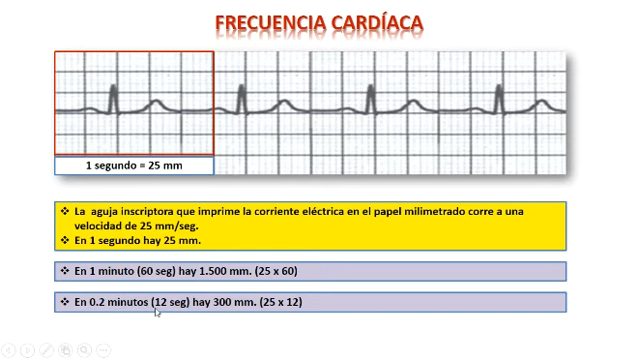 FRECUENCIA CARDÍACA
1 segundo = 25 mm
❖ La aguja inscriptora que imprime la corriente eléctrica en el papel milimetrado corre a una
velocidad de 25 mm/seg.
❖ En 1 segundo hay 25 mm.
❖ En 1 minuto (60 seg) hay 1.500 mm. (25 x 60)
❖ En 0.2 minutos (12 seg) hay 300 mm. (25 x 12)